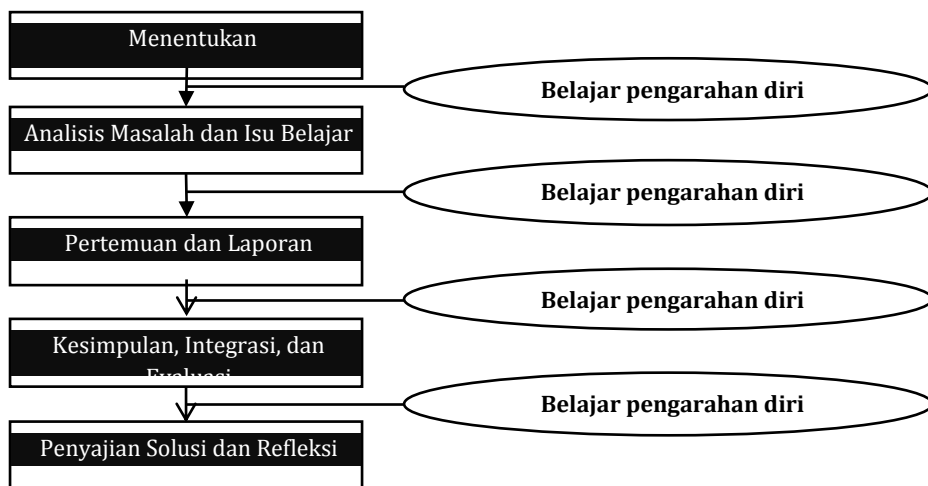 Menentukan
Belajar pengarahan diri
Analisis Masalah dan Isu Belajar
Belajar pengarahan diri
Pertemuan dan Laporan
Belajar pengarahan diri
Kesimpulan, Integrasi, dan
Evaluasi
Belajar pengarahan diri
Penyajian Solusi dan Refleksi